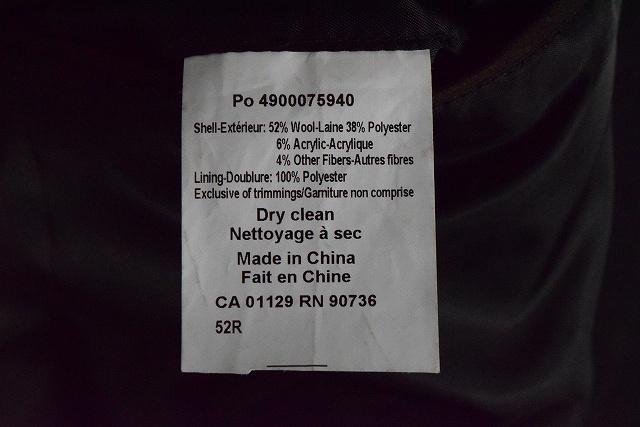 Po 4900075940
Shell-Extérieur: 52% Wool-Laine 38% Polyester
6% Acrylic-Acrylique
4% Other Fibers-Autres fibres
Lining-Doublure: 100% Polyester
Exclusive of trimmings/Garniture non comprise
Dry clean
Nettoyage à sec
Made in China
Fait en Chine
CA 01129 RN 90736
52R